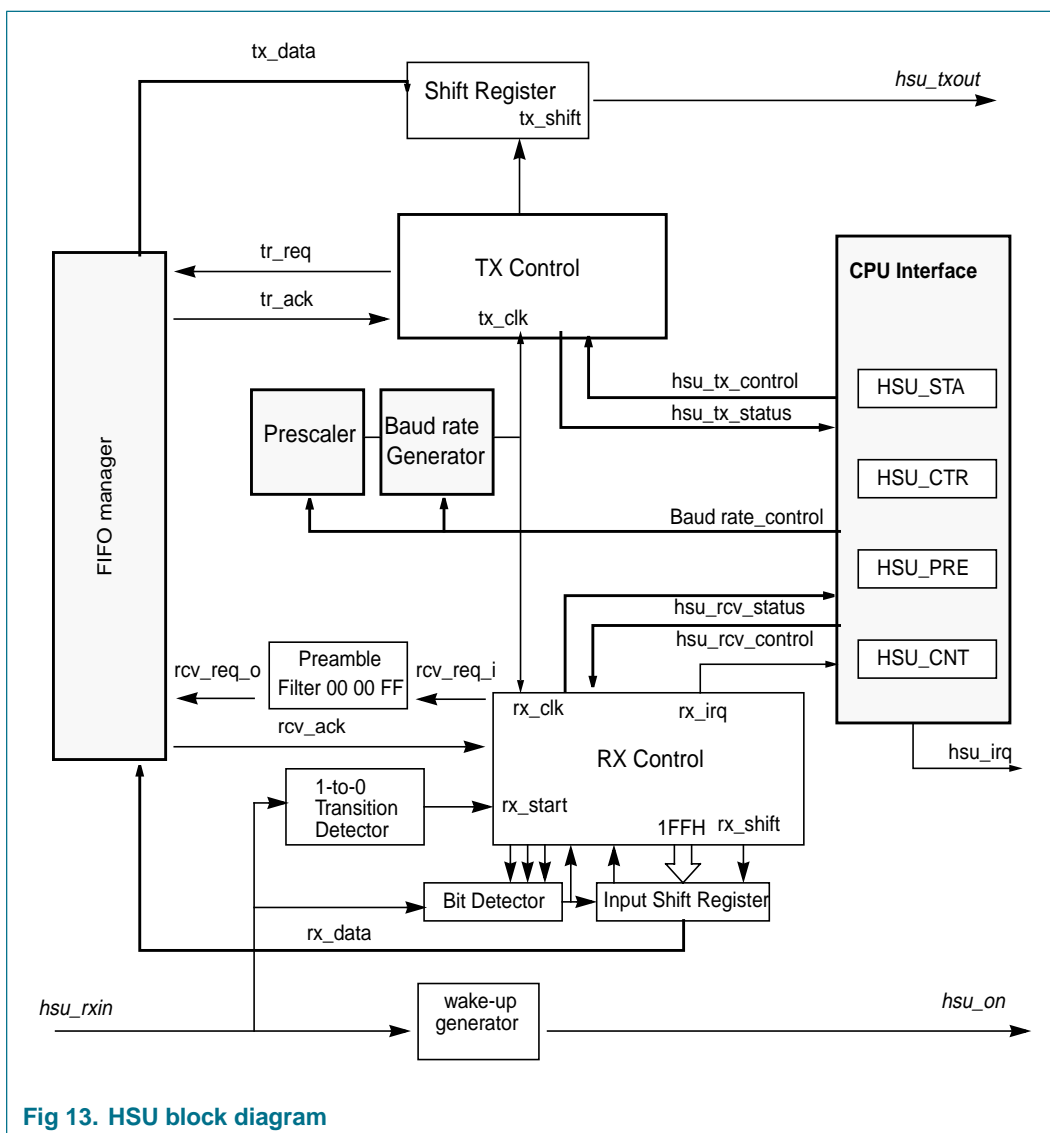 tx_data
Shift Register
tx_shift
hsu_txout
tr_req
TX Control
CPU Interface
tr_ack
tx_clk
hsu_tx_control
HSU_STA
hsu_tx_status
Prescaler
Baud rate
Generator
HSU_CTR
FIFO manager
Baud rate_control
HSU_PRE
hsu_rcv_status
hsu_rcv_control
HSU_CNT
rcv_req_o
Preamble
Filter 00 00 FF
rcv_req_i
rx_clk
rx_irq
rcv_ack
RX Control
hsu_irq
1-to-0
Transition
Detector
rx_start
1FFH
rx_shift
Bit Detector
Input Shift Register
rx_data
hsu_rxin
wake-up
generator
hsu_on
Fig 13. HSU block diagram